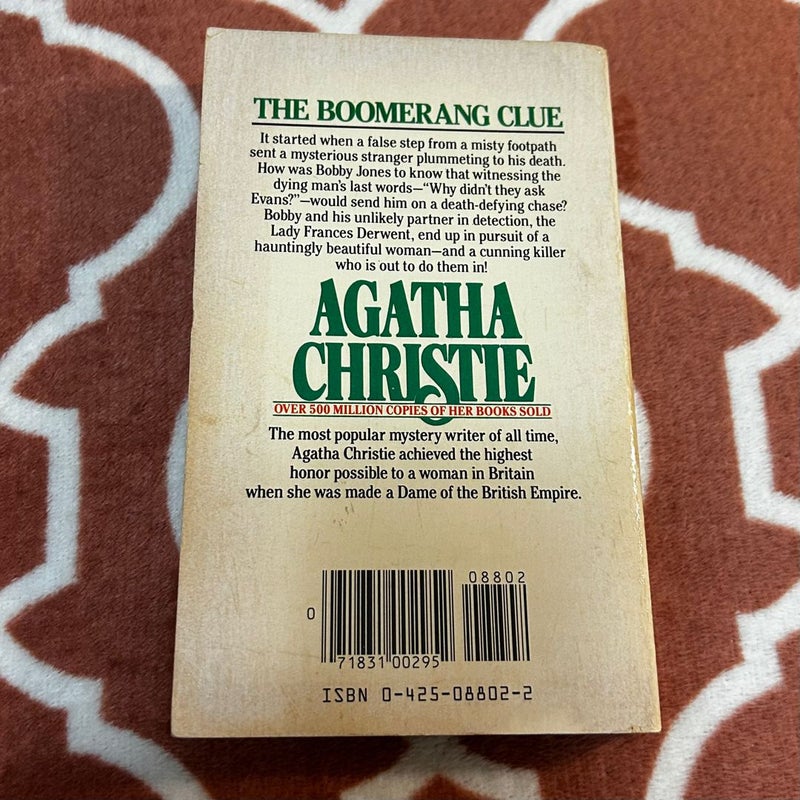 THE BOOMERANG CLUE
It started when a false step from a misty footpath
sent a mysterious stranger plummeting to his death.
How was Bobby Jones to know that witnessing the
dying man's last words—“Why didn't they ask
Evans?”—would send him on a death-defying chase?
Bobby and his unlikely partner in detection, the
Lady Frances Derwent, end up in pursuit of a
hauntingly beautiful woman—and a cunning killer
who is out to do them in!
AGATHA
CHRISTIE
OVER 500 MILLION COPIES OF HER BOOKS SOLD
The most popular mystery writer of all time,
Agatha Christie achieved the highest
honor possible to a woman in Britain
when she was made a Dame of the British Empire.
08802
0
71831 00295
ISBN 0-425-08802-2